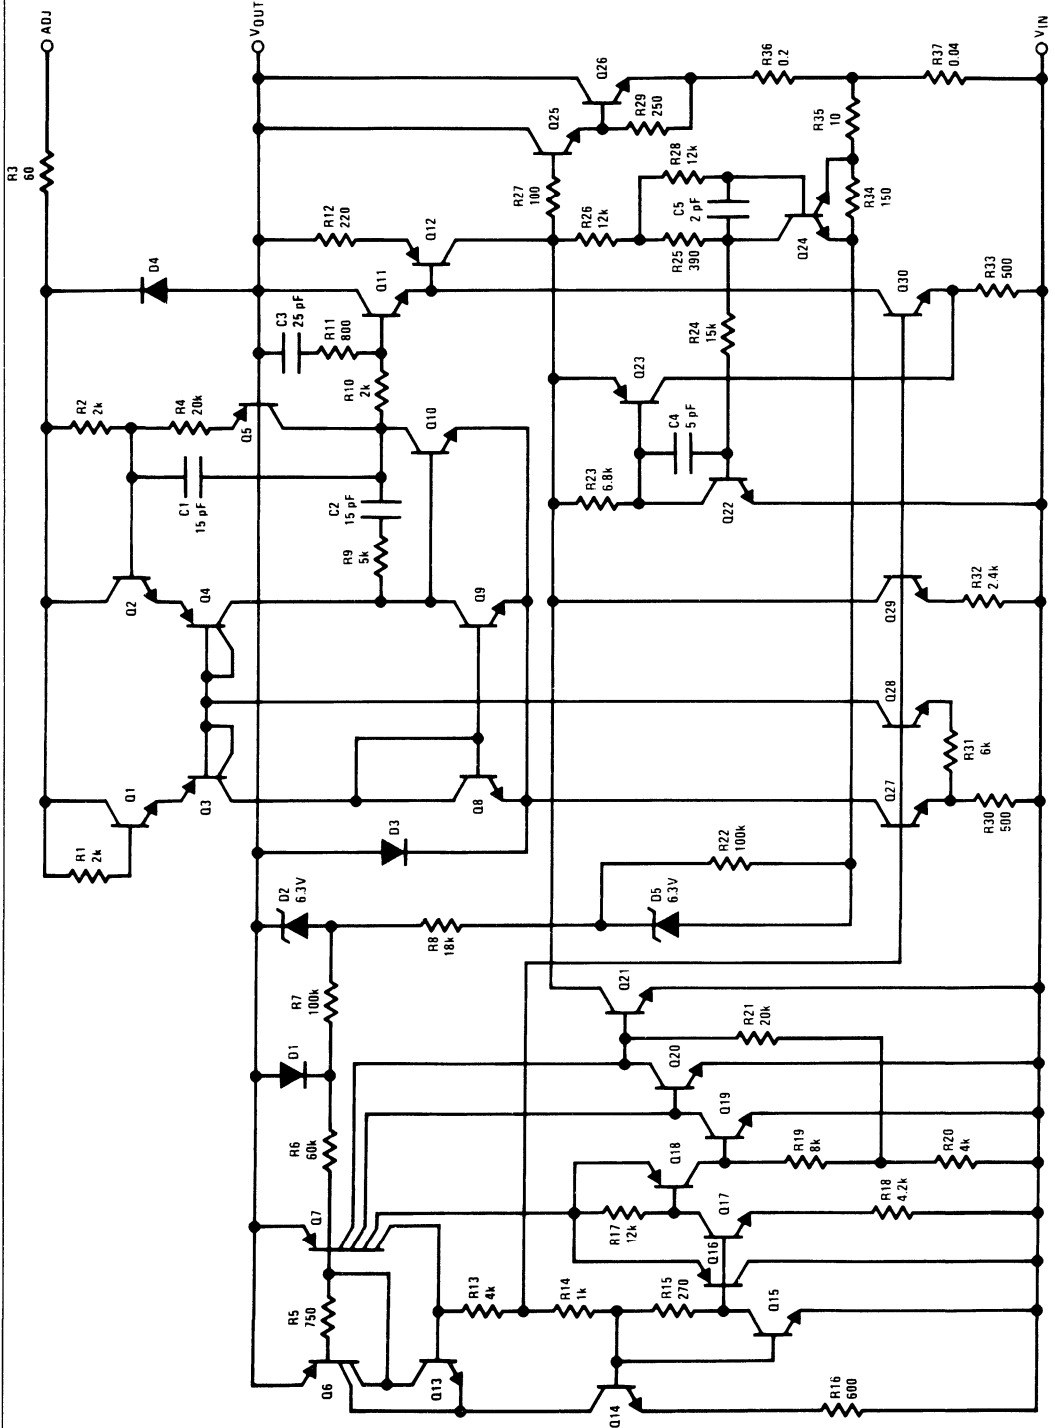 ADJ
R3
60
VOUT
R2
2k
D4
R12
220
R4
20k
C3
25 pF
R11
800
Q12
Q11
Q5
R10
2k
C1
15 pF
C2
15 pF
R9
5k
Q10
Q2
Q4
Q9
Q1
Q3
Q8
R1
2k
D3
D2
6.3V
R8
18k
R7
100k
D1
R6
60k
Q7
R5
750
Q6
Q13
Q25
Q26
R29
250
R36
0.2
R37
0.04
VIN
R35
10
R27
100
R28
12k
R26
12k
C5
2 pF
R25
390
Q24
R34
150
R33
500
Q30
R24
15k
Q23
C4
5 pF
R23
6.8k
Q22
Q29
R32
2.4k
Q28
R31
6k
Q27
R30
500
R22
100k
D5
6.3V
Q21
R21
20k
Q20
Q19
Q18
R19
8k
R20
4k
R17
12k
Q17
R18
4.2k
Q16
R13
4k
R14
1k
R15
270
Q15
Q14
R16
600